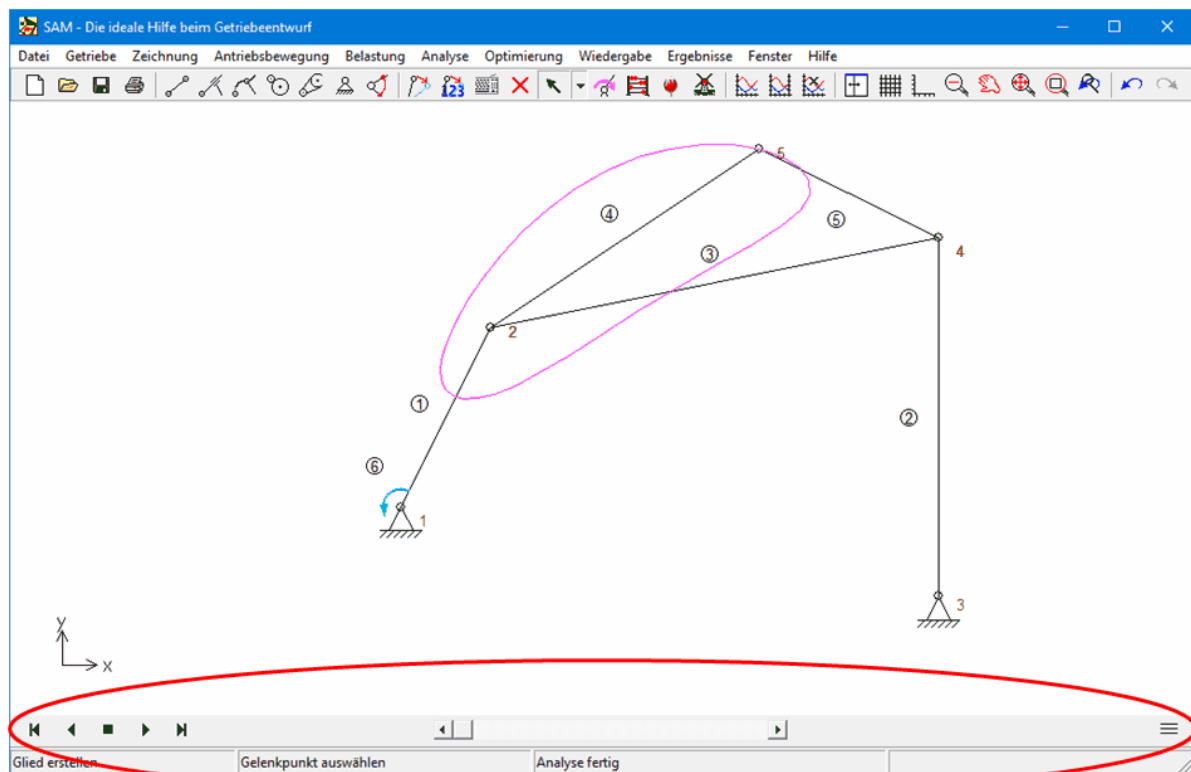 SAM - Die ideale Hilfe beim Getriebeentwurf
Datei Getriebe Zeichnung Antriebsbewegung Belastung Analyse Optimierung Wiedergabe Ergebnisse Fenster Hilfe
123
5
4
5
3
4
2
1
2
6
1
3
y
x
Glied erstellen
Gelenkpunkt auswählen
Analyse fertig